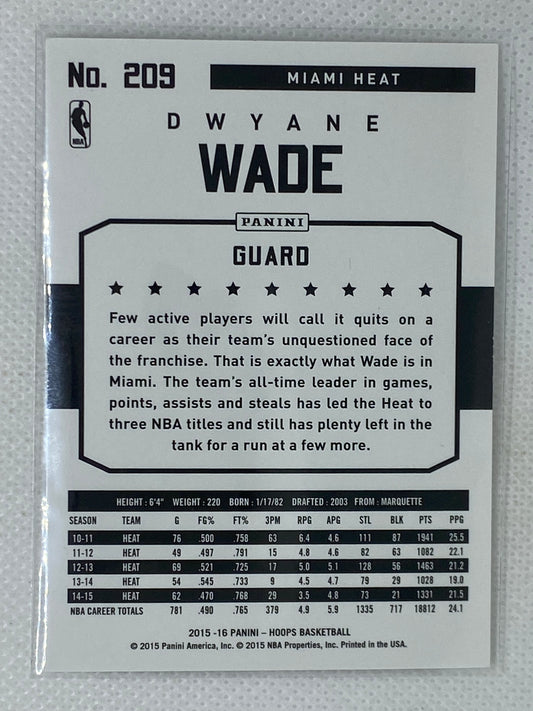 No. 209
MIAMI HEAT
NBA
DWYANE
WADE
PANINI
GUARD
Few active players will call it quits on a
career as their team's unquestioned face of
the franchise. That is exactly what Wade is in
Miami. The team's all-time leader in games,
points, assists and steals has led the Heat to
three NBA titles and still has plenty left in the
tank for a run at a few more.
HEIGHT : 6'4" WEIGHT : 220 BORN : 1/17/82 DRAFTED : 2003 FROM : MARQUETTE
SEASON TEAM G FG% FT% 3PM RPG APG STL BLK PTS PPG
10-11 HEAT 76 .500 .758 63 6.4 4.6 111 87 1941 25.5
11-12 HEAT 49 .497 .791 15 4.8 4.6 82 63 1082 22.1
12-13 HEAT 69 .521 .725 17 5.0 5.1 128 56 1463 21.2
13-14 HEAT 54 .545 .733 9 4.5 4.7 79 29 1028 19.0
14-15 HEAT 62 .470 .768 29 3.5 4.8 73 21 1331 21.5
NBA CAREER TOTALS 781 .490 .765 379 4.9 5.9 1335 717 18812 24.1
2015 -16 PANINI – HOOPS BASKETBALL
© 2015 Panini America, Inc. © 2015 NBA Properties, Inc. Printed in the USA.